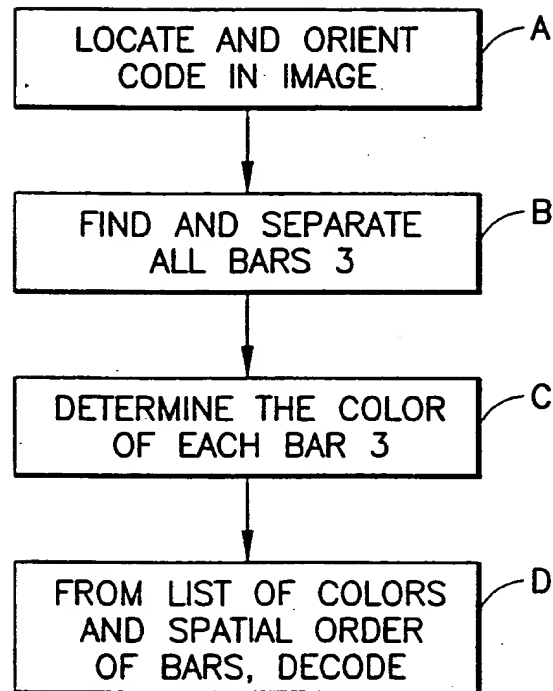 LOCATE AND ORIENT
CODE IN IMAGE
A
FIND AND SEPARATE
ALL BARS 3
B
DETERMINE THE COLOR
OF EACH BAR 3
C
FROM LIST OF COLORS
AND SPATIAL ORDER
OF BARS, DECODE
D